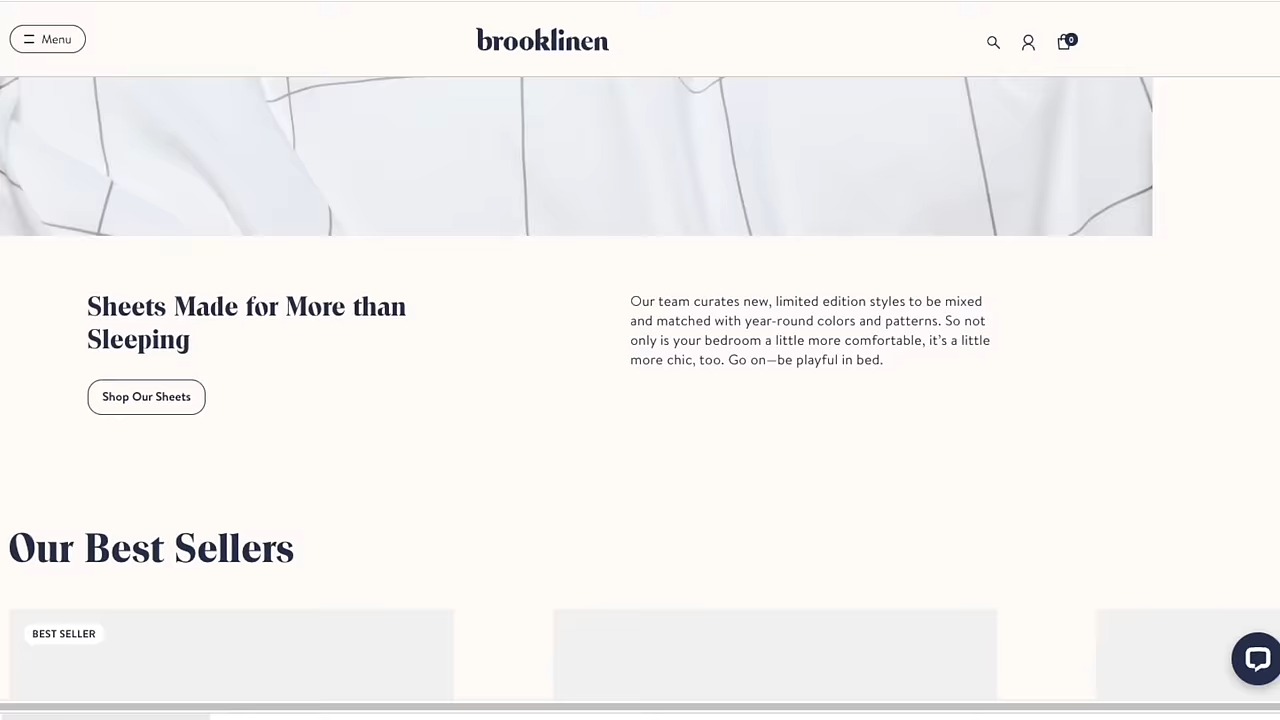 Menu
brooklinen
0
Sheets Made for More than
Sleeping
Shop Our Sheets
Our team curates new, limited edition styles to be mixed
and matched with year-round colors and patterns. So not
only is your bedroom a little more comfortable, it's a little
more chic, too. Go on—be playful in bed.
Our Best Sellers
BEST SELLER